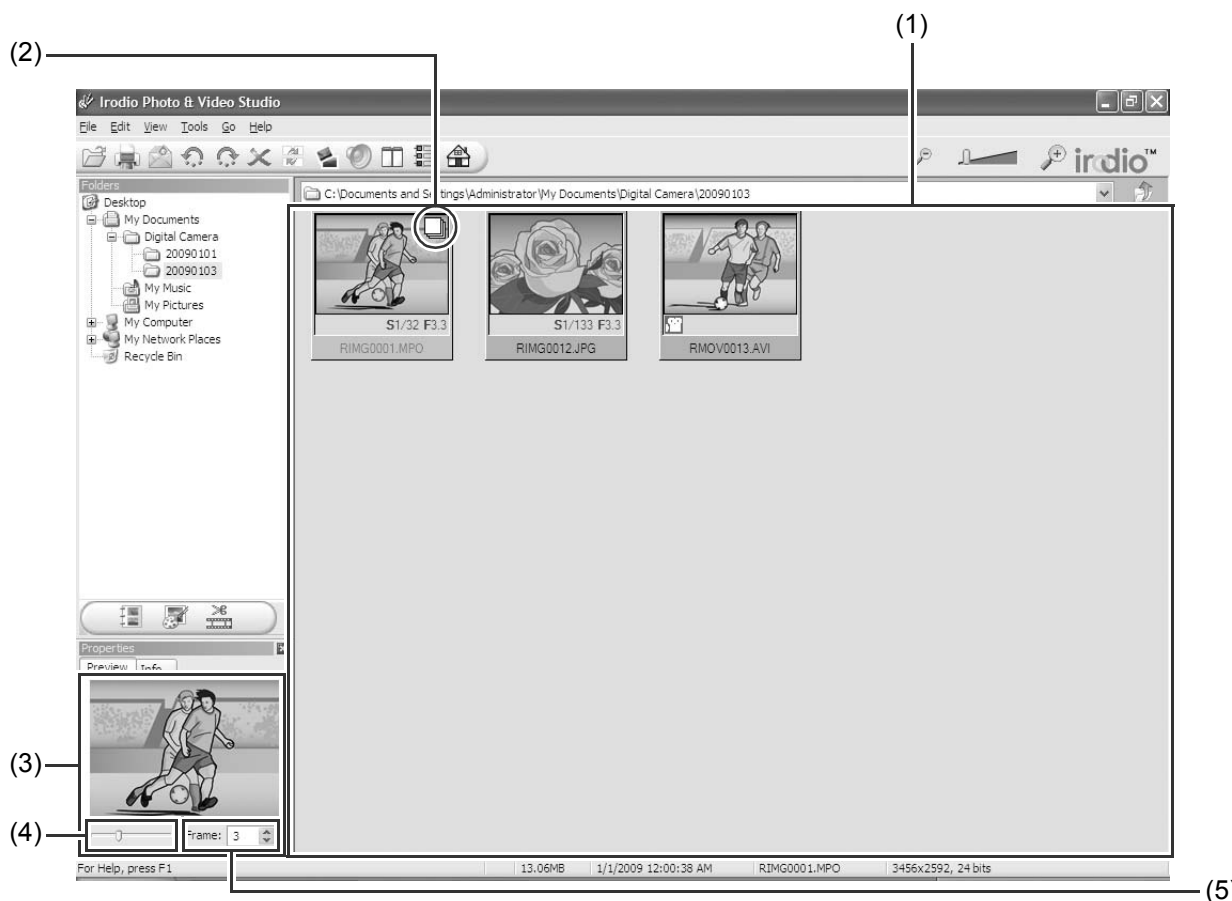 (1)
(2)
Irodio Photo & Video Studio
File Edit View Tools Go Help
irodio™
Folders
C:\Documents and Settings\Administrator\My Documents\Digital Camera\20090103
Desktop
My Documents
Digital Camera
20090101
20090103
My Music
My Pictures
My Computer
My Network Places
Recycle Bin
S1/32 F3.3
S1/133 F3.3
RIMG0001.MPO
RIMG0012.JPG
RMOV0013.AVI
Properties
Preview Info
(3)
(4)
Frame: 3
For Help, press F1
13.06MB
1/1/2009 12:00:38 AM
RIMG0001.MPO
3456x2592, 24 bits
(5)